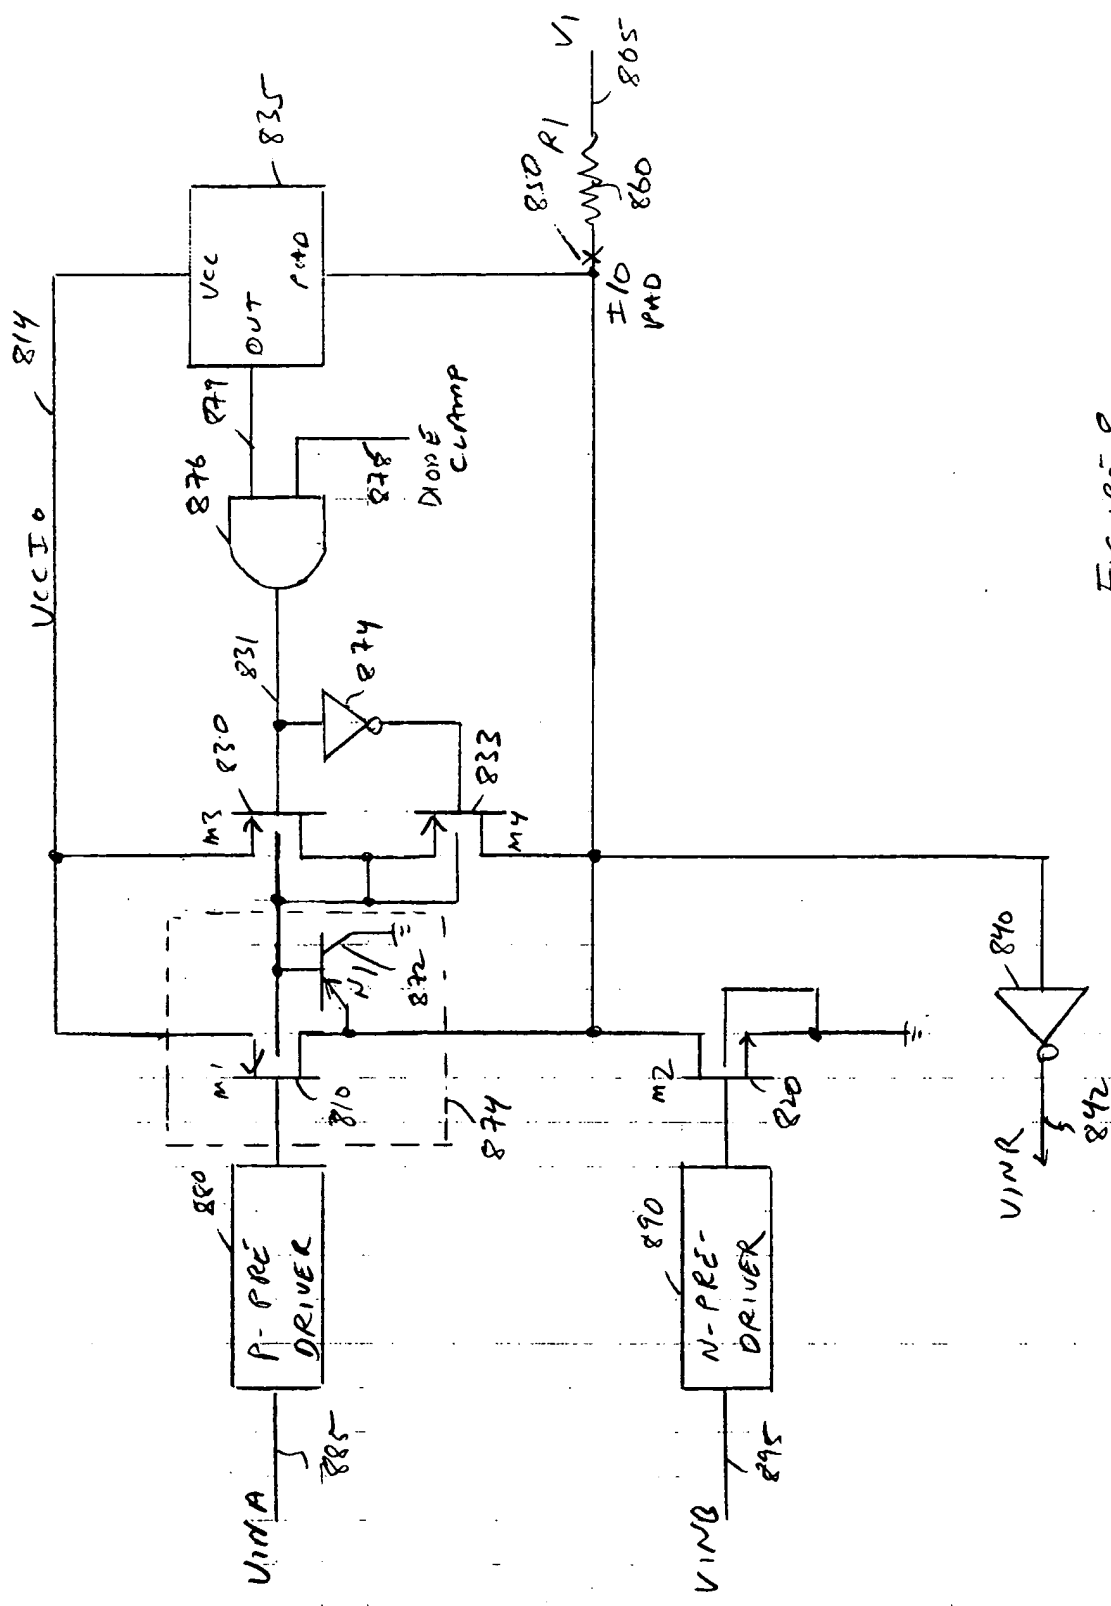 VCCIO
814
835
VCC
OUT
PAD
879
876
878
DIODE
CLAMP
831
874
830
M3
833
M4
N1
872
M1
810
874
880
P-PRE
DRIVER
VINA
885
V1
865
R1
860
850
I/O
PAD
M2
820
890
N-PRE-
DRIVER
VINB
895
840
VINR
842